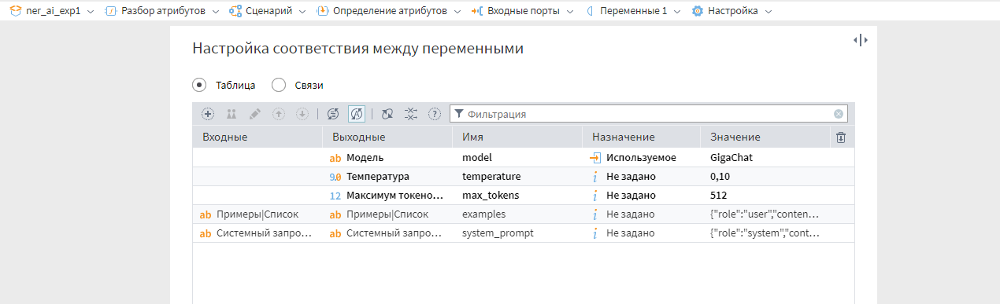 ner_ai_exp1 Разбор атрибутов Сценарий Определение атрибутов Входные порты Переменные 1 Настройка
Настройка соответствия между переменными
Таблица Связи
Фильтрация
Входные Выходные Имя Назначение Значение
ab Модель model Используемое GigaChat
9.0 Температура temperature Не задано 0,10
12 Максимум токено... max_tokens Не задано 512
ab Примеры|Список ab Примеры|Список examples Не задано {"role":"user","conten...
ab Системный запро... ab Системный запро... system_prompt Не задано {"role":"system","cont...